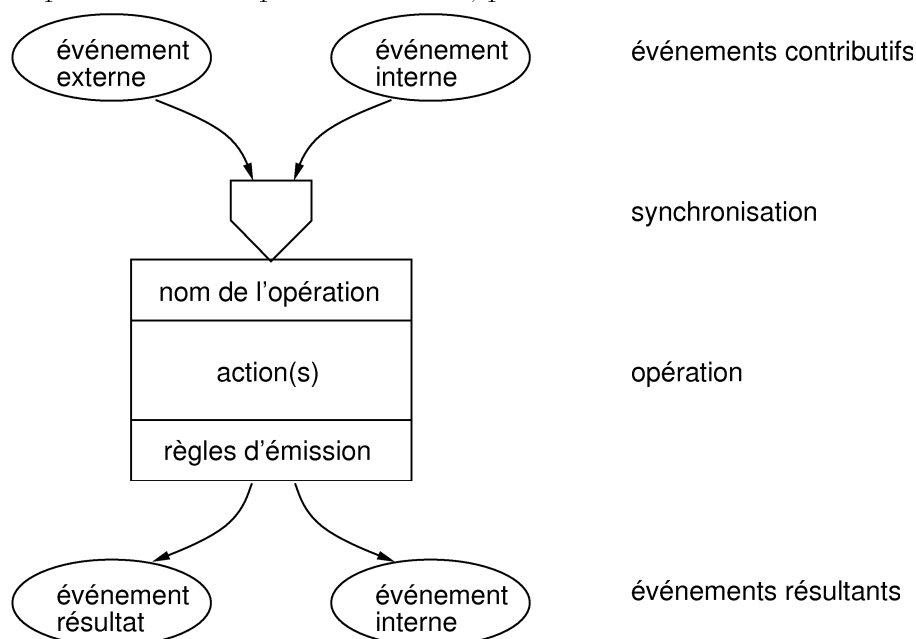 événement
externe
événement
interne
événements contributifs
synchronisation
nom de l'opération
action(s)
opération
règles d'émission
événement
résultat
événement
interne
événements résultants